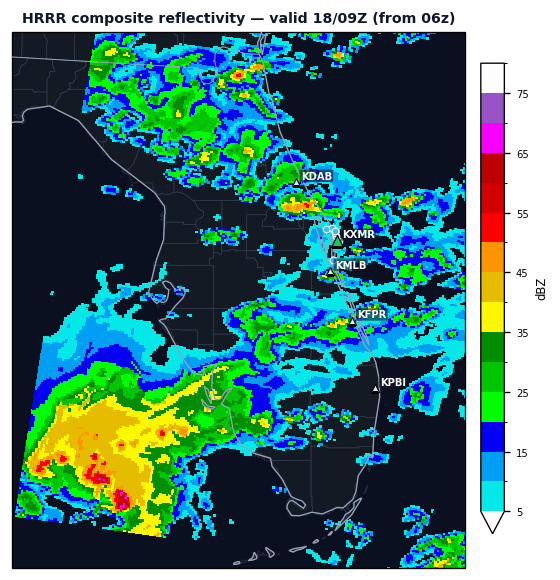 HRRR composite reflectivity — valid 18/09Z (from 06z)
KDAB
KXMR
KMLB
KFPR
KPBI
75
65
55
45
35
25
15
5
dBZ